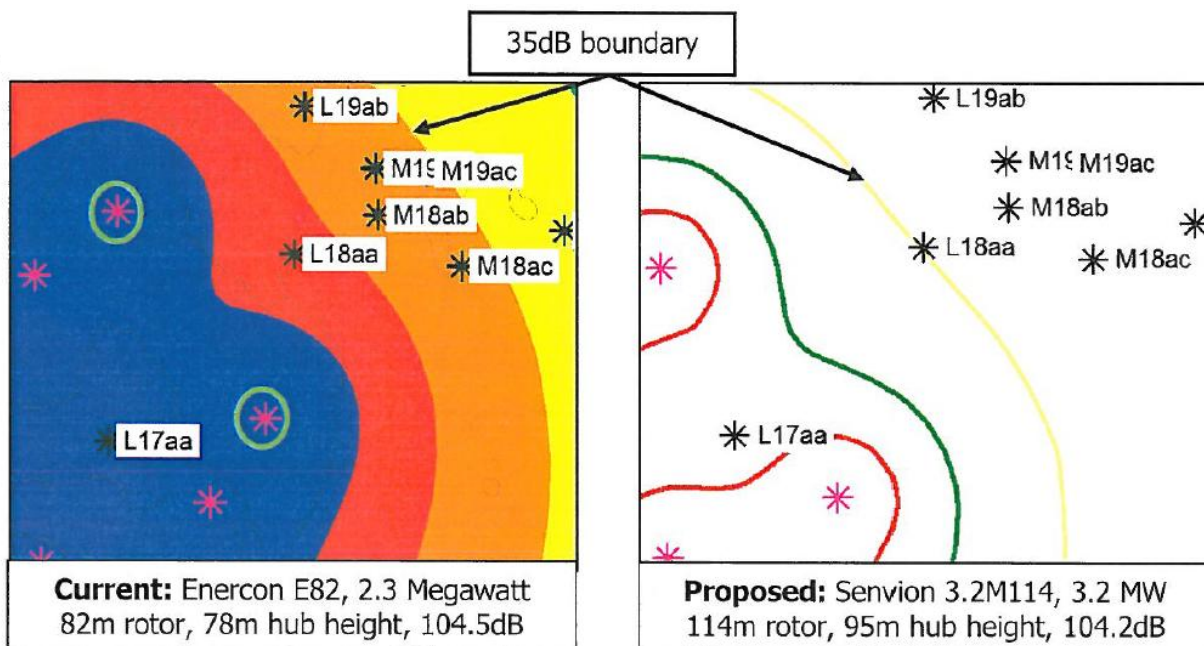 35dB boundary
L19ab
M19 M19ac
M18ab
L18aa
M18ac
L17aa
L19ab
M19 M19ac
M18ab
L18aa
M18ac
L17aa
Current: Enercon E82, 2.3 Megawatt
82m rotor, 78m hub height, 104.5dB
Proposed: Senvion 3.2M114, 3.2 MW
114m rotor, 95m hub height, 104.2dB